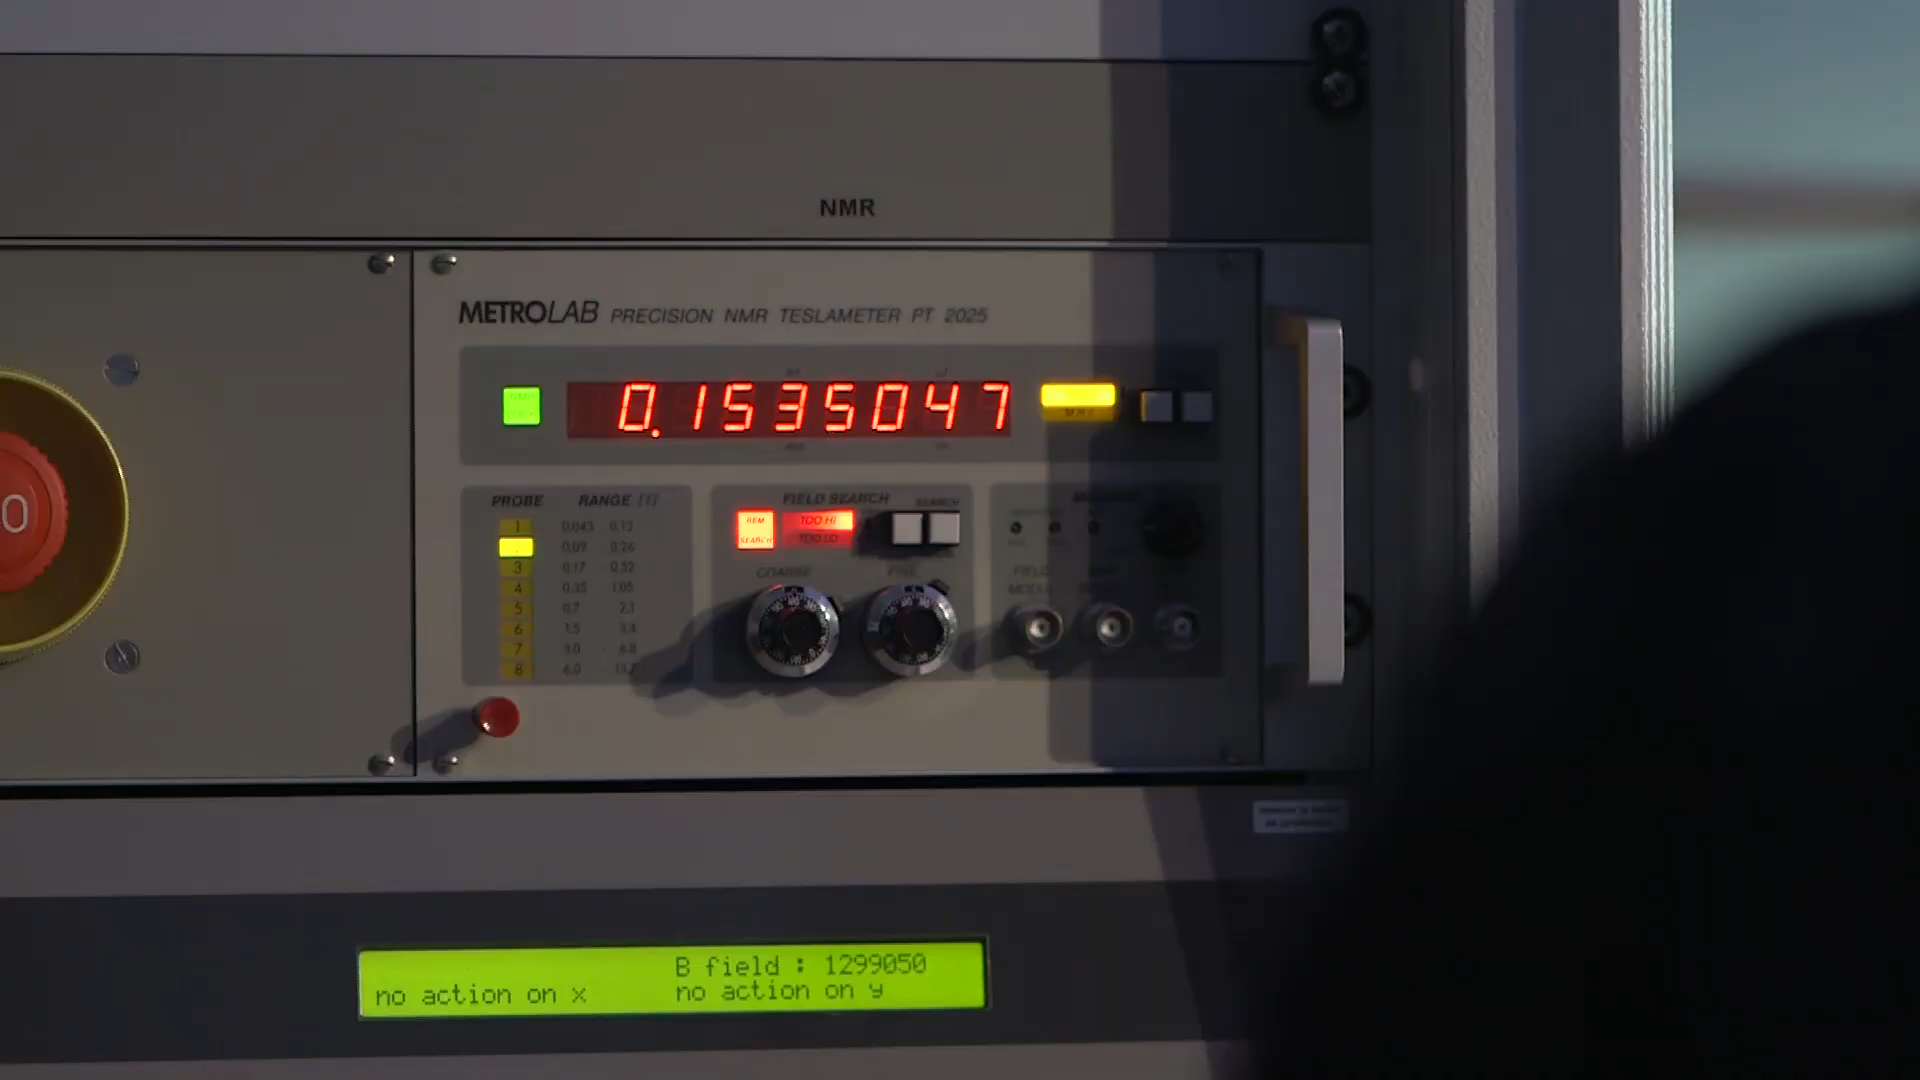 NMR
METROLAB PRECISION NMR TESLAMETER PT 2025
0.1535047
PROBE RANGE [T]
FIELD SEARCH
SEARCH
1 0.043 0.13
0.09 0.26
3 0.17 0.52
4 0.35 1.05
5 0.7 2.1
6 1.5 3.4
7 3.0 6.8
8 6.0
REM
SEARCH
TOO HI
TOO LO
COARSE FINE
FIELD
0
B field : 1299050
no action on x no action on y